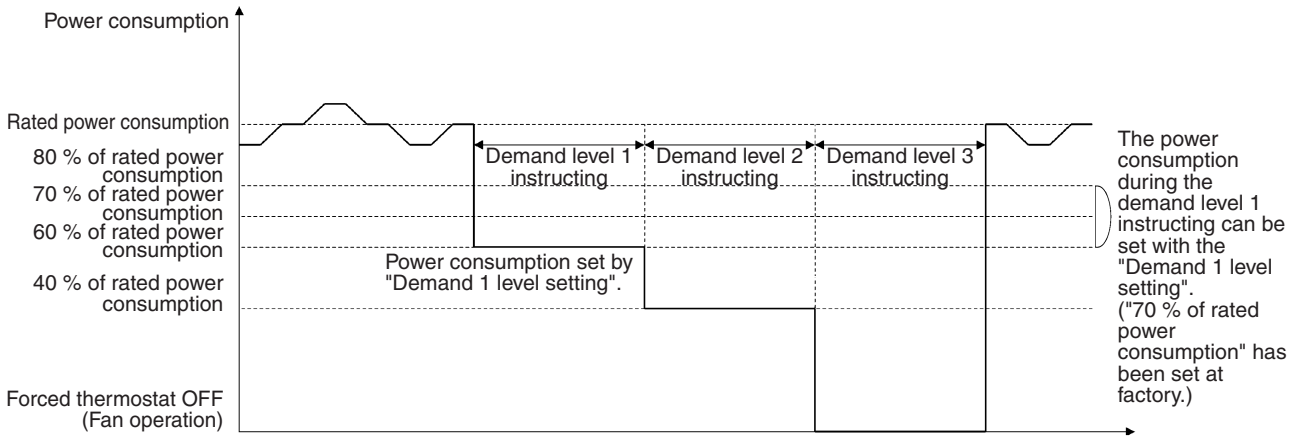 Power consumption
Rated power consumption
80 % of rated power
consumption
70 % of rated power
consumption
60 % of rated power
consumption
40 % of rated power
consumption
Forced thermostat OFF
(Fan operation)
Demand level 1
instructing
Demand level 2
instructing
Demand level 3
instructing
Power consumption set by
"Demand 1 level setting".
The power
consumption
during the
demand level 1
instructing can be
set with the
"Demand 1 level
setting".
("70 % of rated
power
consumption" has
been set at
factory.)